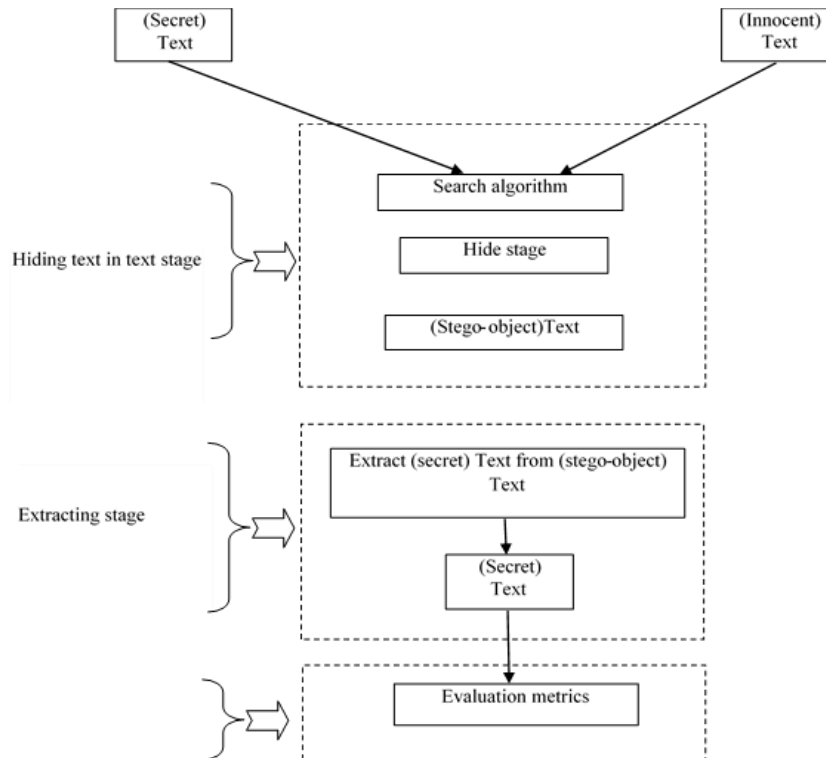 (Secret)
Text
(Innocent)
Text
Search algorithm
Hide stage
Hiding text in text stage
(Stego-object)Text
Extract (secret) Text from (stego-object)
Text
Extracting stage
(Secret)
Text
Evaluation metrics